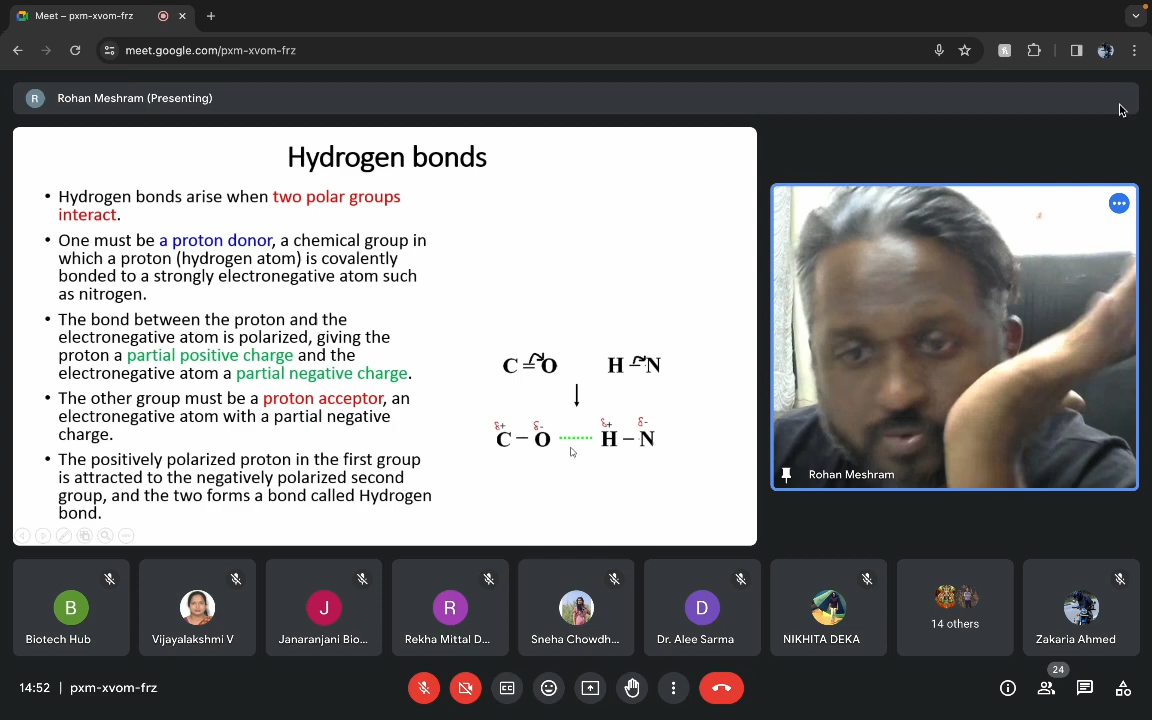 Meet – pxm-xvom-frz
meet.google.com/pxm-xvom-frz
R
Rohan Meshram (Presenting)
Hydrogen bonds
• Hydrogen bonds arise when two polar groups
interact.
• One must be a proton donor, a chemical group in
which a proton (hydrogen atom) is covalently
bonded to a strongly electronegative atom such
as nitrogen.
• The bond between the proton and the
electronegative atom is polarized, giving the
proton a partial positive charge and the
electronegative atom a partial negative charge.
• The other group must be a proton acceptor, an
electronegative atom with a partial negative
charge.
• The positively polarized proton in the first group
is attracted to the negatively polarized second
group, and the two forms a bond called Hydrogen
bond.
C = O H – N
δ+ δ- δ+ δ-
C – O ........ H – N
Rohan Meshram
B
Biotech Hub
Vijayalakshmi V
J
Janaranjani Bio...
R
Rekha Mittal D...
Sneha Chowdh...
D
Dr. Alee Sarma
NIKHITA DEKA
14 others
Zakaria Ahmed
14:52 | pxm-xvom-frz
CC
24